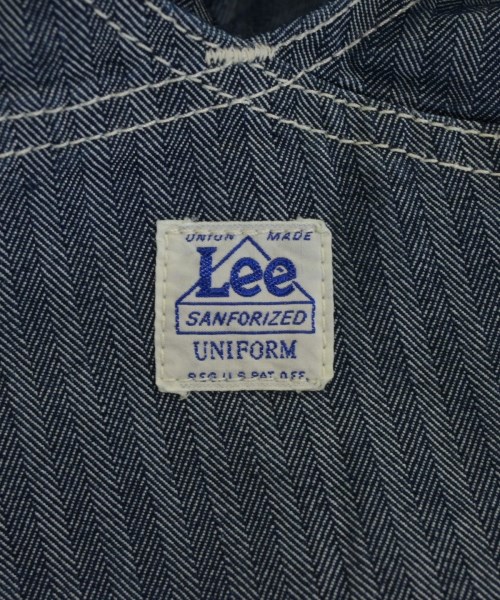 UNION MADE
Lee
SANFORIZED
UNIFORM
REG. U.S. PAT. OFF.